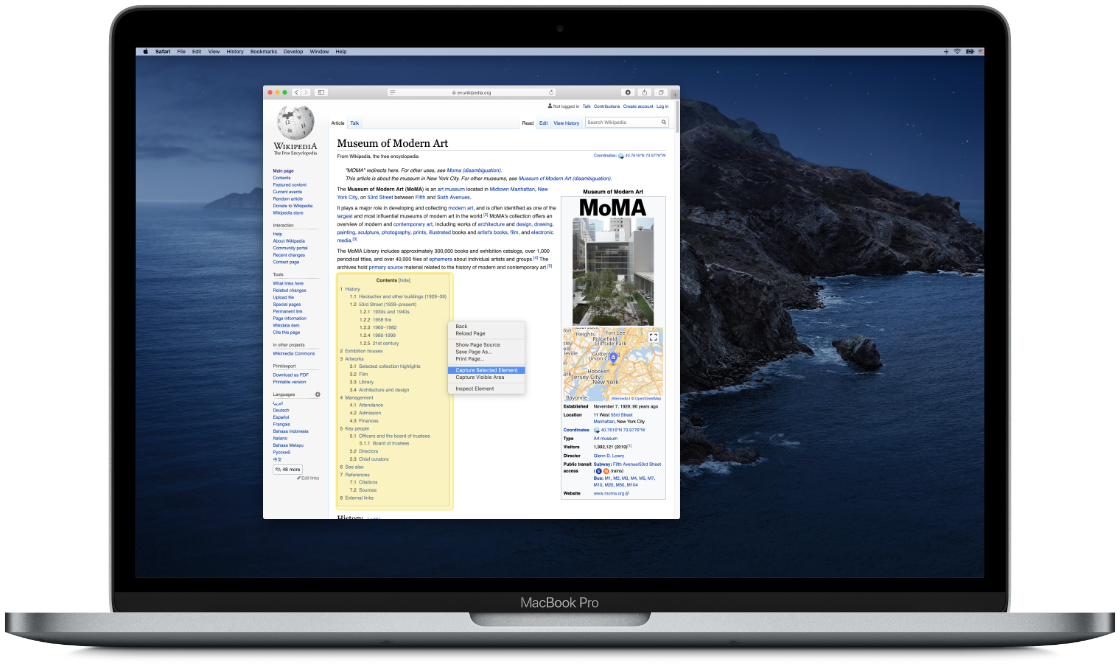 Safari File Edit View History Bookmarks Develop Window Help
en.wikipedia.org
Not logged in Talk Contributions Create account Log in
Article Talk
Read Edit View History
Search Wikipedia
WIKIPEDIA
The Free Encyclopedia
Main page
Contents
Featured content
Current events
Random article
Donate to Wikipedia
Wikipedia store
Interaction
Help
About Wikipedia
Community portal
Recent changes
Contact page
Tools
What links here
Related changes
Upload file
Special pages
Permanent link
Page information
Wikidata item
Cite this page
In other projects
Wikimedia Commons
Print/export
Download as PDF
Printable version
Languages
العربية
Deutsch
Español
Français
Bahasa Indonesia
Italiano
Bahasa Melayu
Русский
中文
46 more
Edit links
Museum of Modern Art
From Wikipedia, the free encyclopedia
Coordinates:
"MOMA" redirects here. For other uses, see Moma (disambiguation).
This article is about the museum in New York City. For other museums, see Museum of Modern Art (disambiguation).
The Museum of Modern Art (MoMA) is an art museum located in Midtown Manhattan, New
York City, on 53rd Street between Fifth and Sixth Avenues.
It plays a major role in developing and collecting modern art, and is often identified as one of the
largest and most influential museums of modern art in the world.[2] MoMA's collection offers an
overview of modern and contemporary art, including works of architecture and design, drawing,
painting, sculpture, photography, prints, illustrated books and artist's books, film, and electronic
media.[3]
The MoMA Library includes approximately 300,000 books and exhibition catalogs, over 1,000
periodical titles, and over 40,000 files of ephemera about individual artists and groups.[4] The
archives hold primary source material related to the history of modern and contemporary art.[5]
Contents [hide]
1 History
1.1 Heckscher and other buildings (1929–39)
1.2 53rd Street (1939–present)
1.2.1 1930s and 1940s
1.2.2 1958 fire
1.2.3 1960–1982
1.2.4 1980–1999
1.2.5 21st century
2 Exhibition houses
3 Artworks
3.1 Selected collection highlights
3.2 Film
3.3 Library
3.4 Architecture and design
4 Management
4.1 Attendance
4.2 Admission
4.3 Finances
5 Key people
5.1 Officers and the board of trustees
5.1.1 Board of trustees
5.2 Directors
5.3 Chief curators
6 See also
7 References
7.1 Citations
7.2 Sources
8 External links
History
Back
Reload Page
Show Page Source
Save Page As...
Print Page...
Capture Selected Element
Capture Visible Area
Inspect Element
Museum of Modern Art
MoMA
Fort Lee
Heights
Ridgefield
Cliffside Park
Union C
Hoboken
Jersey City
New York
Bayonne
Wikimedia | © OpenStreetMap
Established November 7, 1929; 90 years ago
Location 11 West 53rd Street
Manhattan, New York City
Coordinates
Type Art museum
Visitors
Director Glenn D. Lowry
Public transit Subway: Fifth Avenue/53rd Street
access trains)
Bus: M1, M2, M3, M4, M5, M7,
M10, M20, M50, M104
Website www.moma.org
MacBook Pro